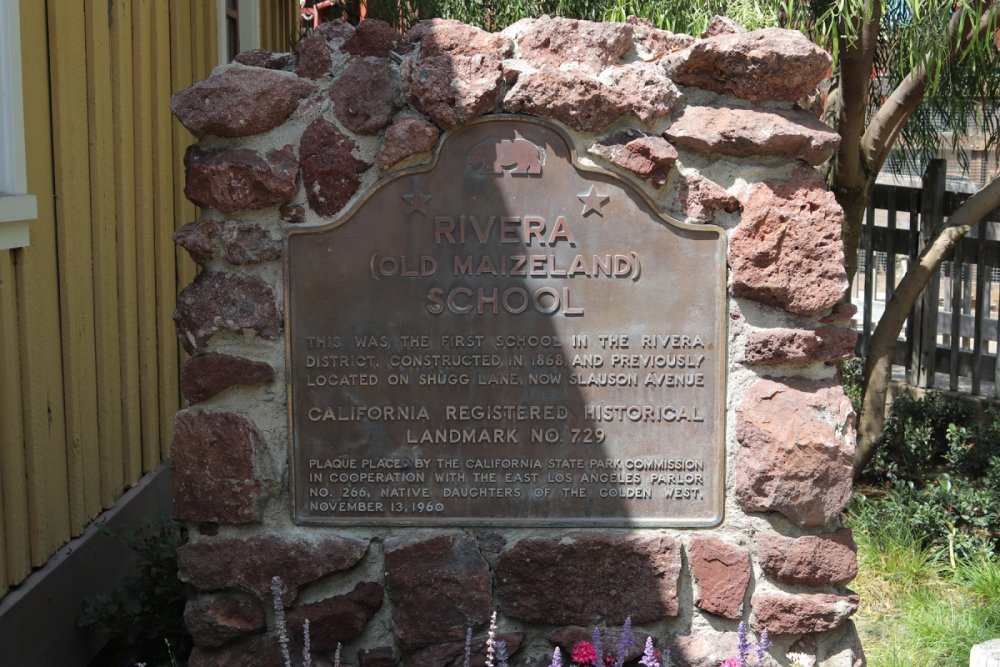 RIVERA
(OLD MAIZELAND)
SCHOOL
THIS WAS THE FIRST SCHOOL IN THE RIVERA
DISTRICT, CONSTRUCTED IN 1868, AND PREVIOUSLY
LOCATED ON SHUGG LANE, NOW SLAUSON AVENUE
CALIFORNIA REGISTERED HISTORICAL
LANDMARK NO. 729
PLAQUE PLACED BY THE CALIFORNIA STATE PARK COMMISSION
IN COOPERATION WITH THE EAST LOS ANGELES PARLOR
NO. 266, NATIVE DAUGHTERS OF THE GOLDEN WEST,
NOVEMBER 13, 1960